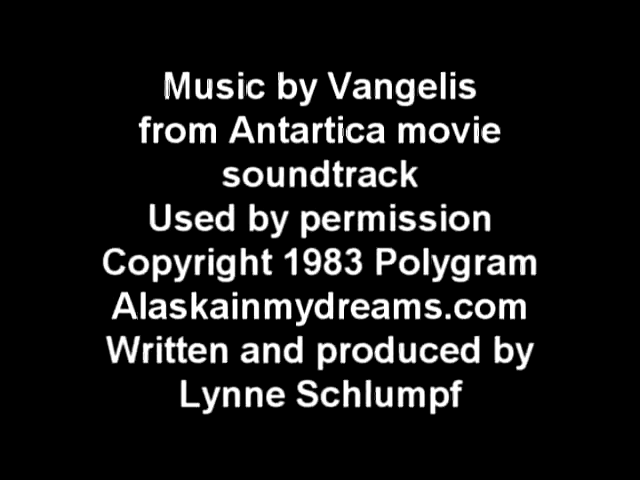 Music by Vangelis
from Antartica movie
soundtrack
Used by permission
Copyright 1983 Polygram
Alaskainmydreams.com
Written and produced by
Lynne Schlumpf